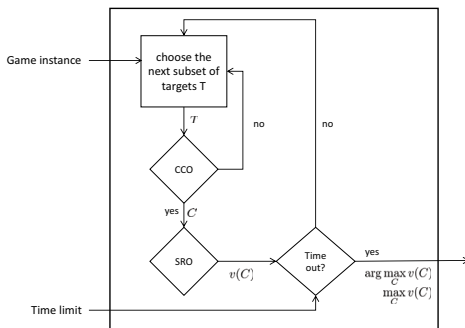 Game instance
choose the
next subset of
targets T
T
no
no
CCO
yes C
SRO
v(C)
Time
out?
yes
arg max v(C)
C
max v(C)
C
Time limit